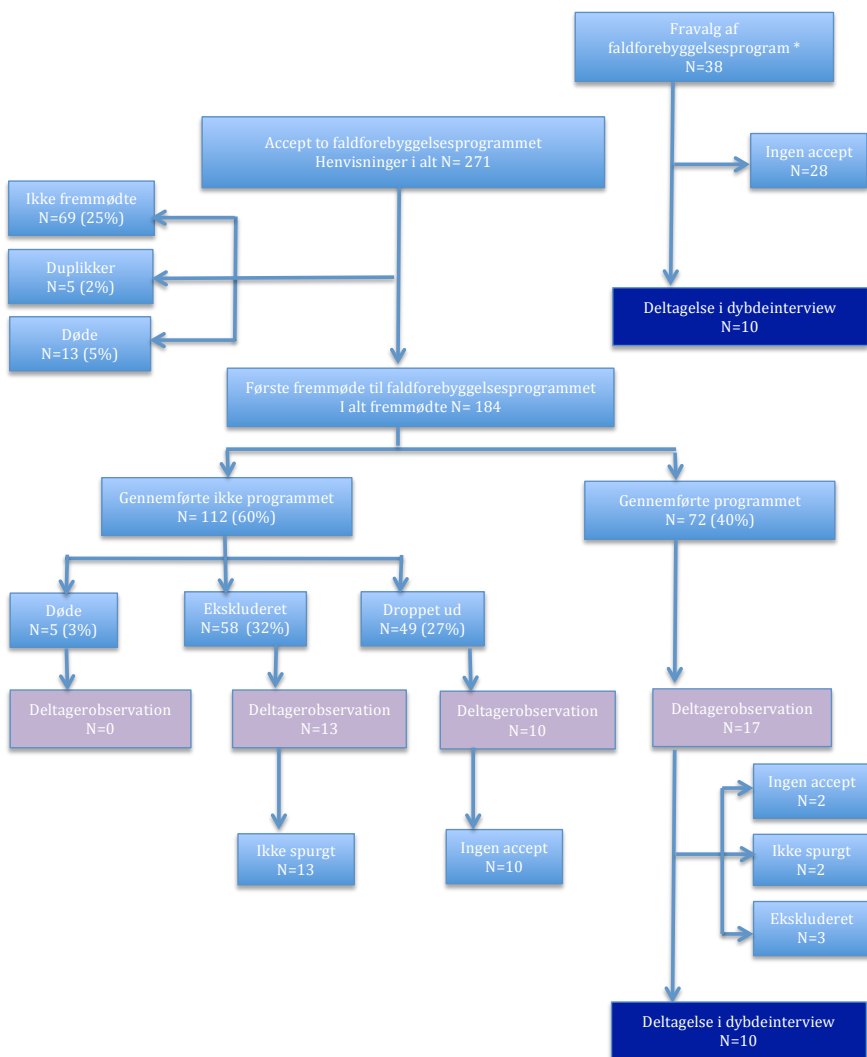 Fravalg af
faldforebyggelsesprogram *
N=38
Accept to faldforebyggelsesprogrammet
Henvisninger i alt N= 271
Ingen accept
N=28
Ikke fremmødte
N=69 (25%)
Duplikker
N=5 (2%)
Døde
N=13 (5%)
Deltagelse i dybdeinterview
N=10
Første fremmøde til faldforebyggelsesprogrammet
I alt fremmødte N= 184
Gennemførte ikke programmet
N= 112 (60%)
Gennemførte programmet
N= 72 (40%)
Døde
N=5 (3%)
Ekskluderet
N=58 (32%)
Droppet ud
N=49 (27%)
Deltagerobservation
N=0
Deltagerobservation
N=13
Deltagerobservation
N=10
Deltagerobservation
N=17
Ikke spurgt
N=13
Ingen accept
N=10
Ingen accept
N=2
Ikke spurgt
N=2
Ekskluderet
N=3
Deltagelse i dybdeinterview
N=10